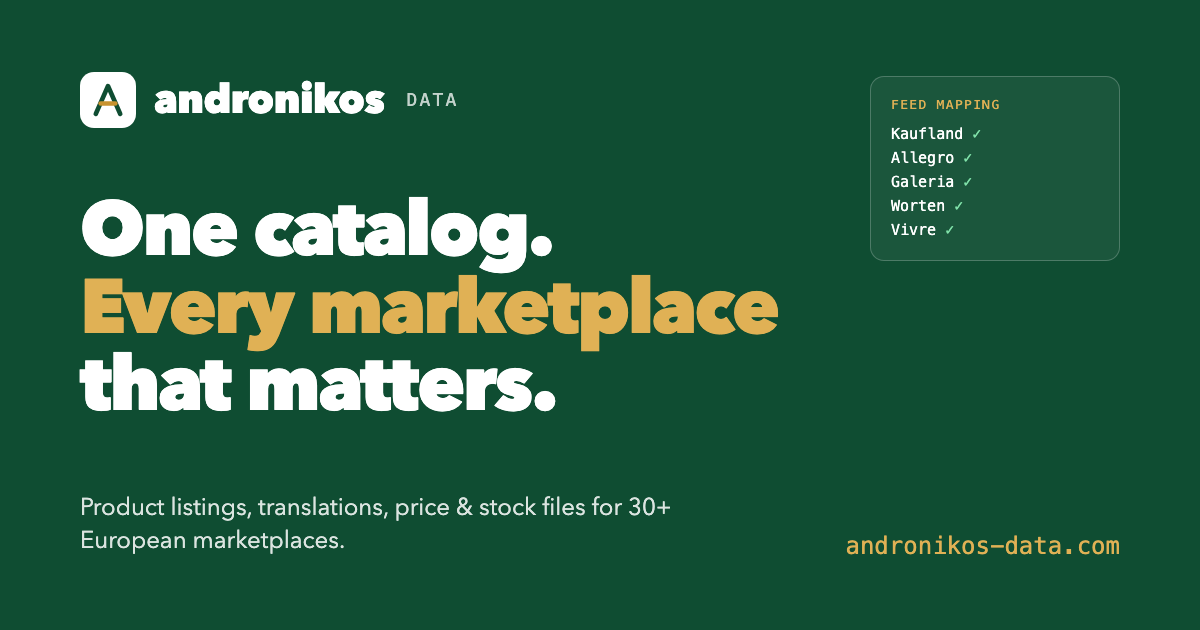 A andronikos DATA
FEED MAPPING
Kaufland ✓
Allegro ✓
Galeria ✓
Worten ✓
Vivre ✓
One catalog.
Every marketplace
that matters.
Product listings, translations, price & stock files for 30+
European marketplaces.
andronikos-data.com